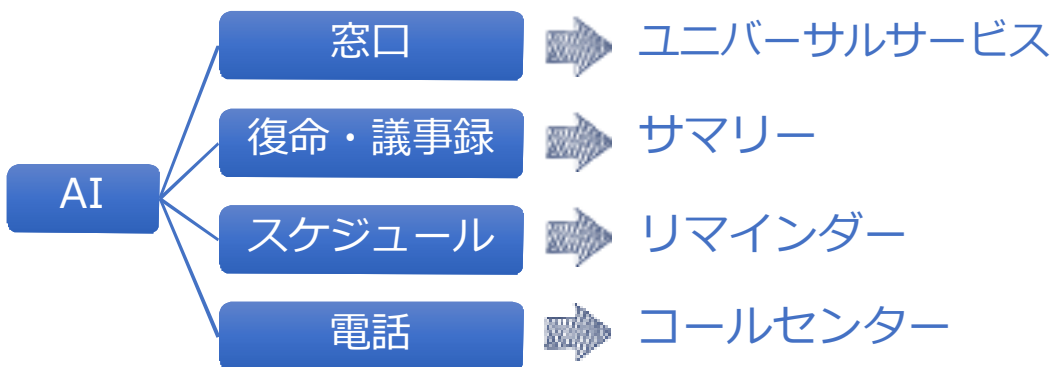 窓口
ユニバーサルサービス
復命・議事録
サマリー
AI
スケジュール
リマインダー
電話
コールセンター